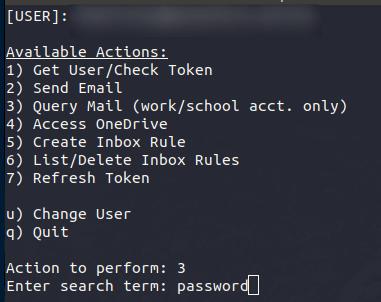 [USER]:
Available Actions:
1) Get User/Check Token
2) Send Email
3) Query Mail (work/school acct. only)
4) Access OneDrive
5) Create Inbox Rule
6) List/Delete Inbox Rules
7) Refresh Token
u) Change User
q) Quit
Action to perform: 3
Enter search term: password